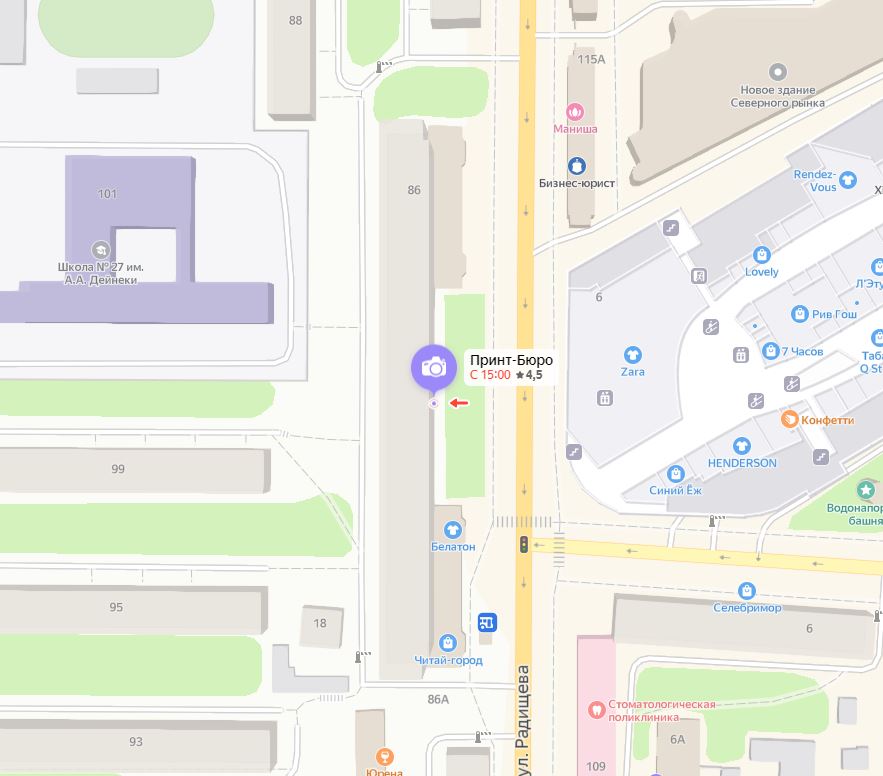 88
115А
Новое здание
Северного рынка
Маниша
Бизнес-юрист
Rendez-
Vous
101
86
Школа № 27 им.
А.А. Дейнеки
Lovely
Л'Эту
6
Рив Гош
7 Часов
Zara
Q St
Принт-Бюро
С 15:00 ★4,5
Конфетти
HENDERSON
Синий Ёж
Водонапор
башня
99
Белатон
95
18
Селебримор
6
Читай-город
86А
ул. Радищева
Стоматологическая
поликлиника
93
6А
109
Юрена